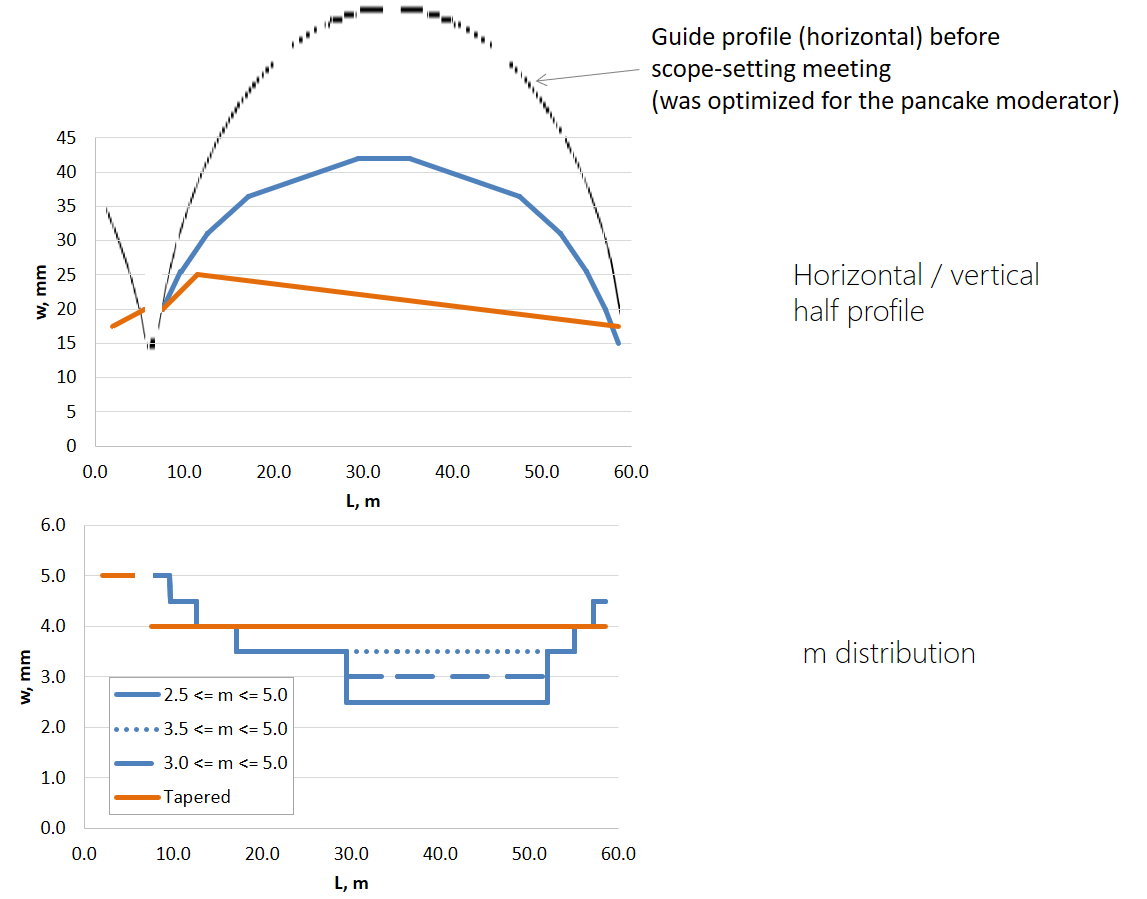 Guide profile (horizontal) before
scope-setting meeting
(was optimized for the pancake moderator)
45
40
35
30
25
20
15
10
5
0
w, mm
0.0 10.0 20.0 30.0 40.0 50.0 60.0
L, m
Horizontal / vertical
half profile
6.0
5.0
4.0
3.0
2.0
1.0
0.0
w, mm
2.5 <= m <= 5.0
3.5 <= m <= 5.0
3.0 <= m <= 5.0
Tapered
0.0 10.0 20.0 30.0 40.0 50.0 60.0
L, m
m distribution